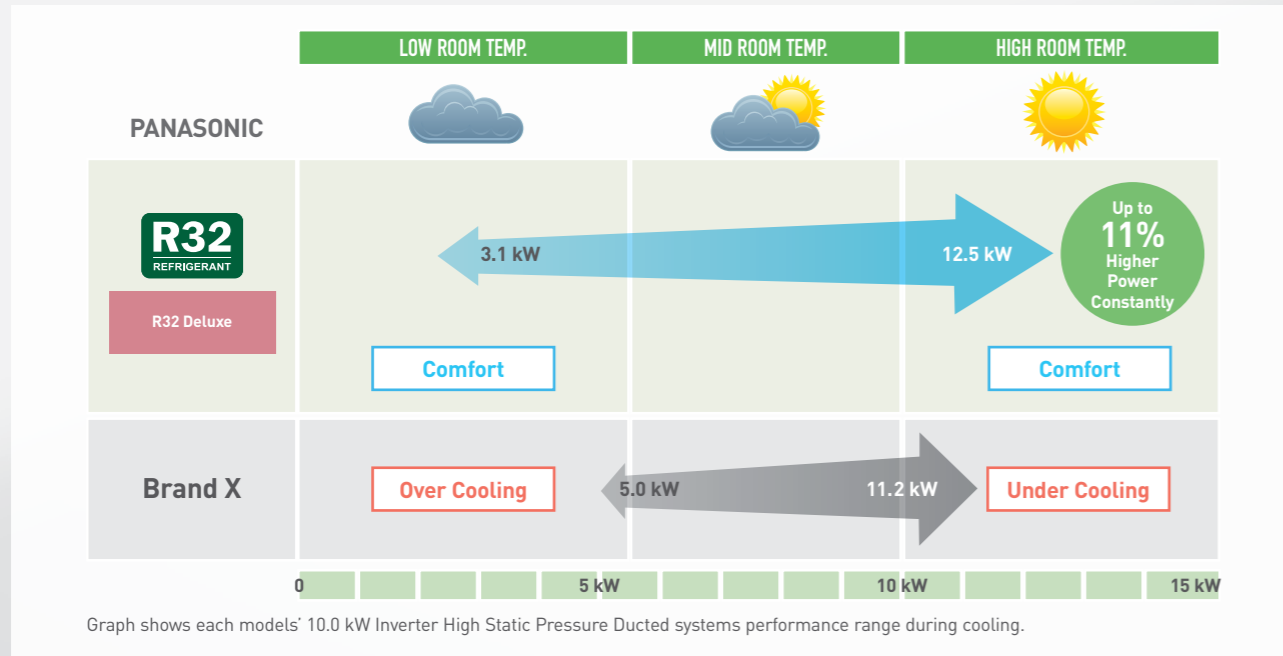 LOW ROOM TEMP.
MID ROOM TEMP.
HIGH ROOM TEMP.
PANASONIC
R32
REFRIGERANT
R32 Deluxe
3.1 kW
12.5 kW
Up to
11%
Higher
Power
Constantly
Comfort
Comfort
Brand X
Over Cooling
5.0 kW
11.2 kW
Under Cooling
0
5 kW
10 kW
15 kW
Graph shows each models’ 10.0 kW Inverter High Static Pressure Ducted systems performance range during cooling.